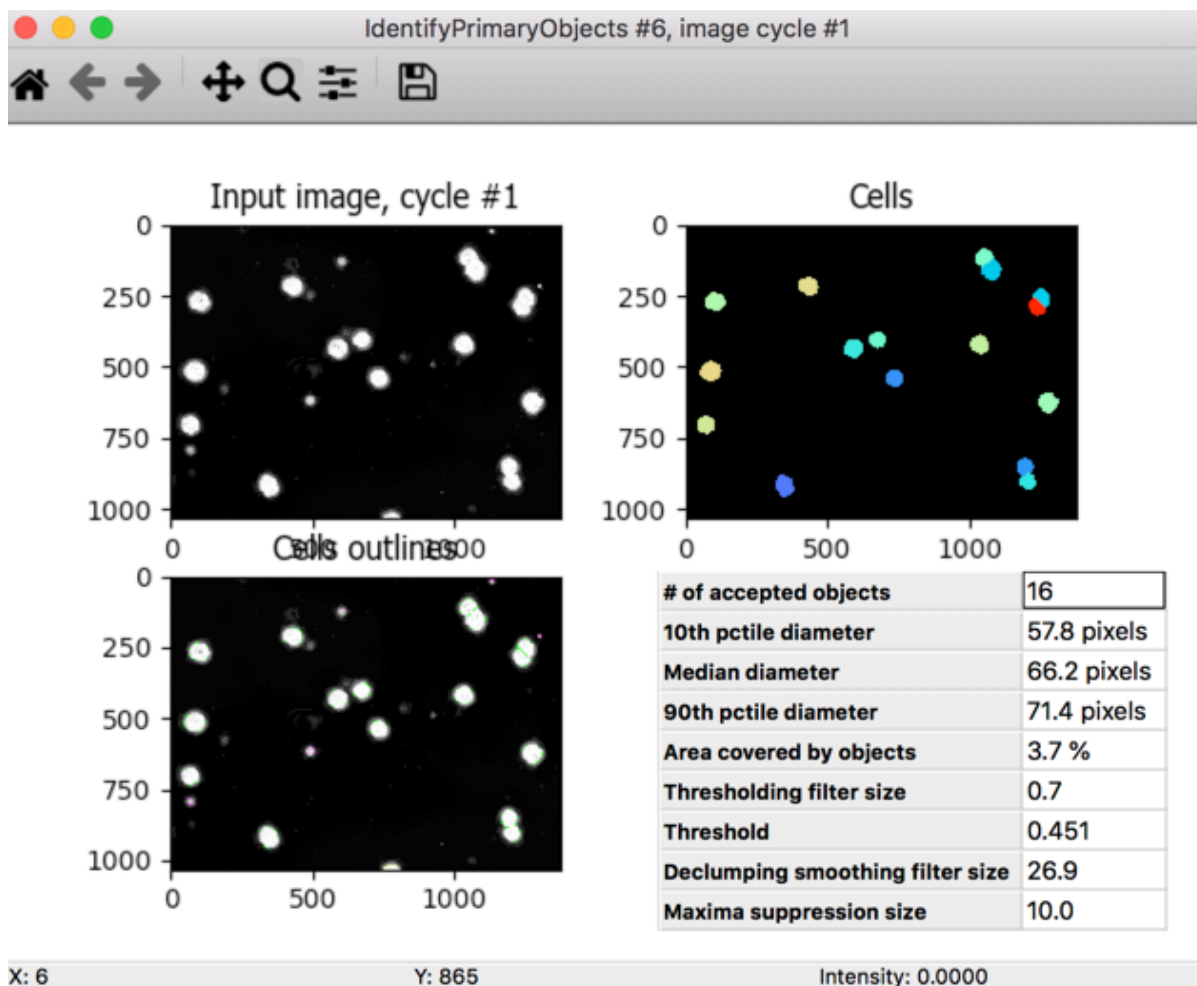 IdentifyPrimaryObjects #6, image cycle #1
Input image, cycle #1
0
250
500
750
1000
0 500 1000
Cells
0
250
500
750
1000
0 500 1000
Cells outlines
0
250
500
750
1000
0 500 1000
# of accepted objects 16
10th pctile diameter 57.8 pixels
Median diameter 66.2 pixels
90th pctile diameter 71.4 pixels
Area covered by objects 3.7 %
Thresholding filter size 0.7
Threshold 0.451
Declumping smoothing filter size 26.9
Maxima suppression size 10.0
X: 6 Y: 865 Intensity: 0.0000